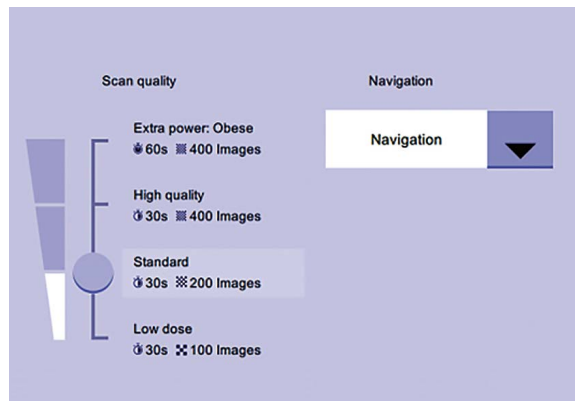 Scan quality
Navigation
Extra power: Obese
60s 400 Images
Navigation
High quality
30s 400 Images
Standard
30s 200 Images
Low dose
30s 100 Images